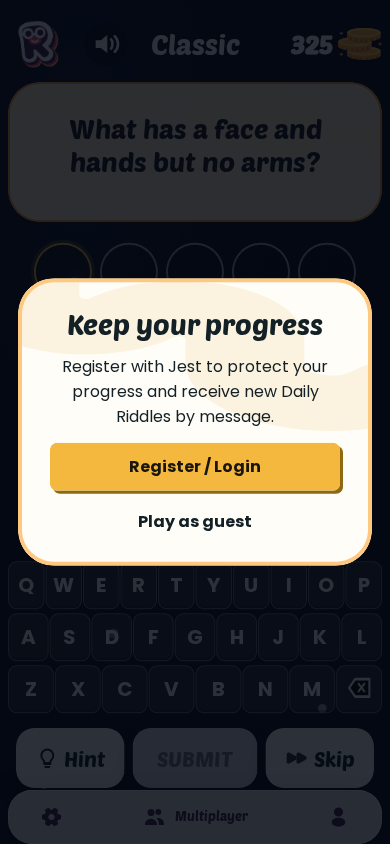 Classic
325
What has a face and
hands but no arms?
Keep your progress
Register with Jest to protect your
progress and receive new Daily
Riddles by message.
Register / Login
Play as guest
Q W E R T Y U I O P
A S D F G H J K L
Z X C V B N M
Hint SUBMIT Skip
Multiplayer